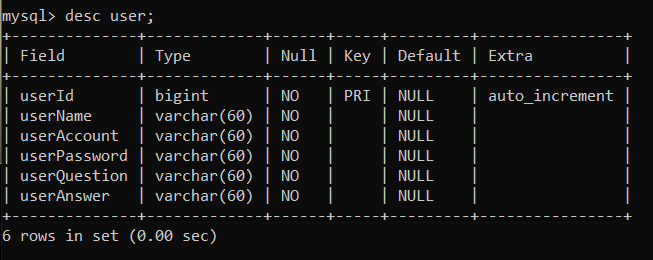 mysql> desc user;
+--------------+-------------+------+-----+---------+----------------+
| Field        | Type        | Null | Key | Default | Extra          |
+--------------+-------------+------+-----+---------+----------------+
| userId       | bigint      | NO   | PRI | NULL    | auto_increment |
| userName     | varchar(60) | NO   |     | NULL    |                |
| userAccount  | varchar(60) | NO   |     | NULL    |                |
| userPassword | varchar(60) | NO   |     | NULL    |                |
| userQuestion | varchar(60) | NO   |     | NULL    |                |
| userAnswer   | varchar(60) | NO   |     | NULL    |                |
+--------------+-------------+------+-----+---------+----------------+
6 rows in set (0.00 sec)